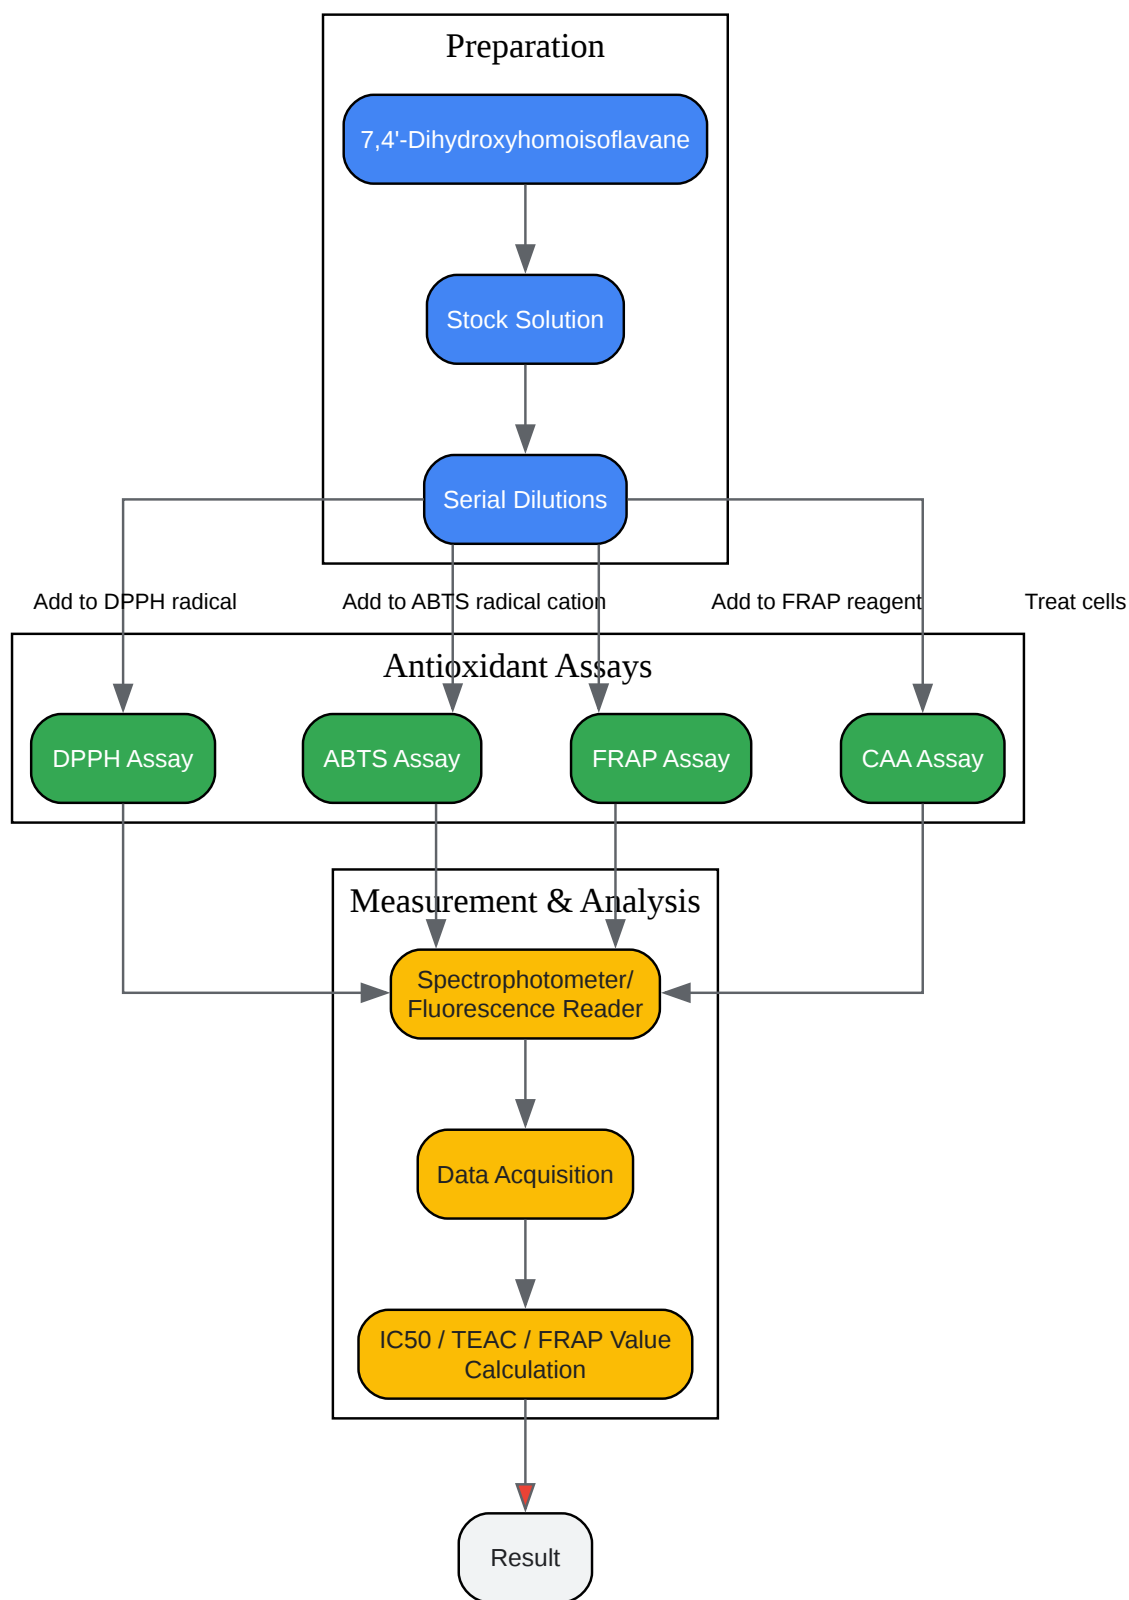 Preparation
7,4'-Dihydroxyhomoisoflavane
Stock Solution
Serial Dilutions
Add to DPPH radical
Add to ABTS radical cation
Add to FRAP reagent
Treat cells
Antioxidant Assays
DPPH Assay
ABTS Assay
FRAP Assay
CAA Assay
Measurement & Analysis
Spectrophotometer/
Fluorescence Reader
Data Acquisition
IC50 / TEAC / FRAP Value
Calculation
Result